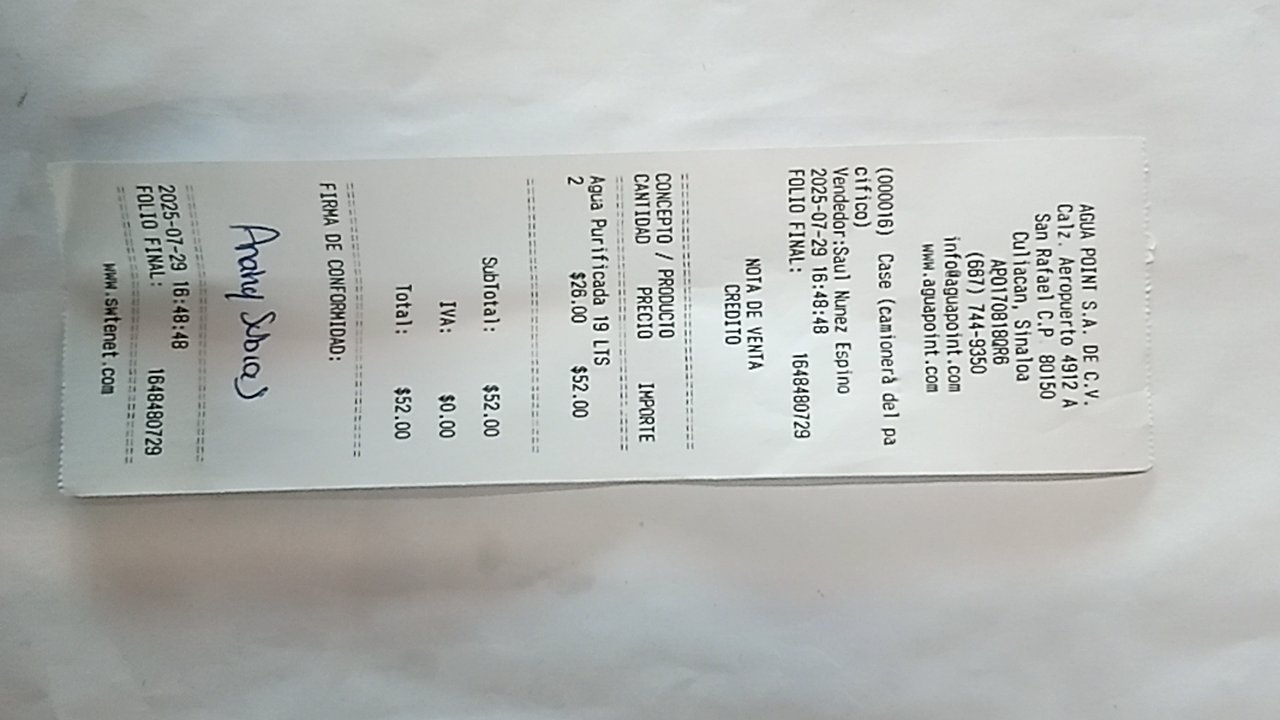 AGUA POINT S.A. DE C.V.
Calz. Aeropuerto 4912 A
San Rafael C.P. 80150
Culiacan, Sinaloa
APO170818QR6
(667) 744-9350
info@aguapoint.com
www.aguapoint.com
(000016) Case (camionera del pa
cifico)
Vendedor:Saul Nunez Espino
2025-07-29 16:48:48
FOLIO FINAL: 1648480729
NOTA DE VENTA
CREDITO
CONCEPTO / PRODUCTO
CANTIDAD PRECIO IMPORTE
Agua Purificada 19 LTS
2 $26.00 $52.00
SubTotal: $52.00
IVA: $0.00
Total: $52.00
FIRMA DE CONFORMIDAD:
2025-07-29 16:48:48
FOLIO FINAL: 1648480729
www.swtenet.com